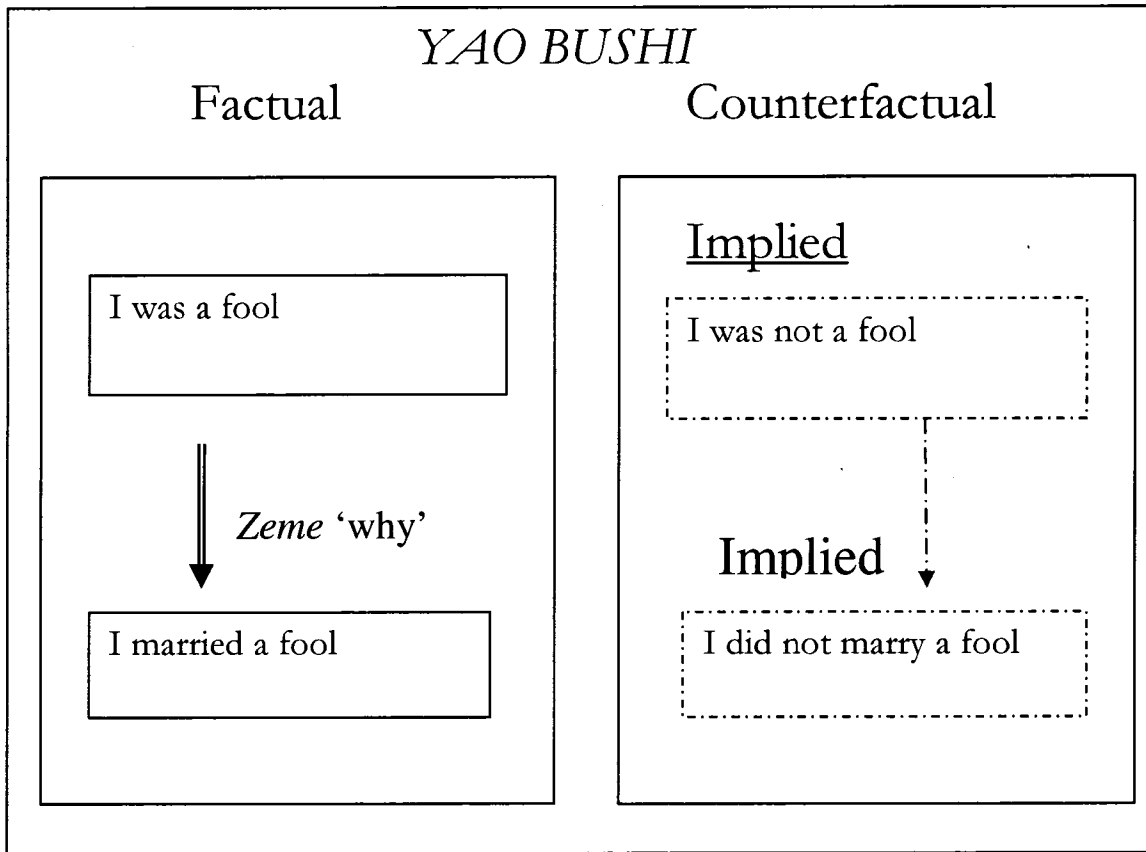 YAO BUSHI
Factual
Counterfactual
I was a fool
Zeme 'why'
I married a fool
Implied
I was not a fool
Implied
I did not marry a fool